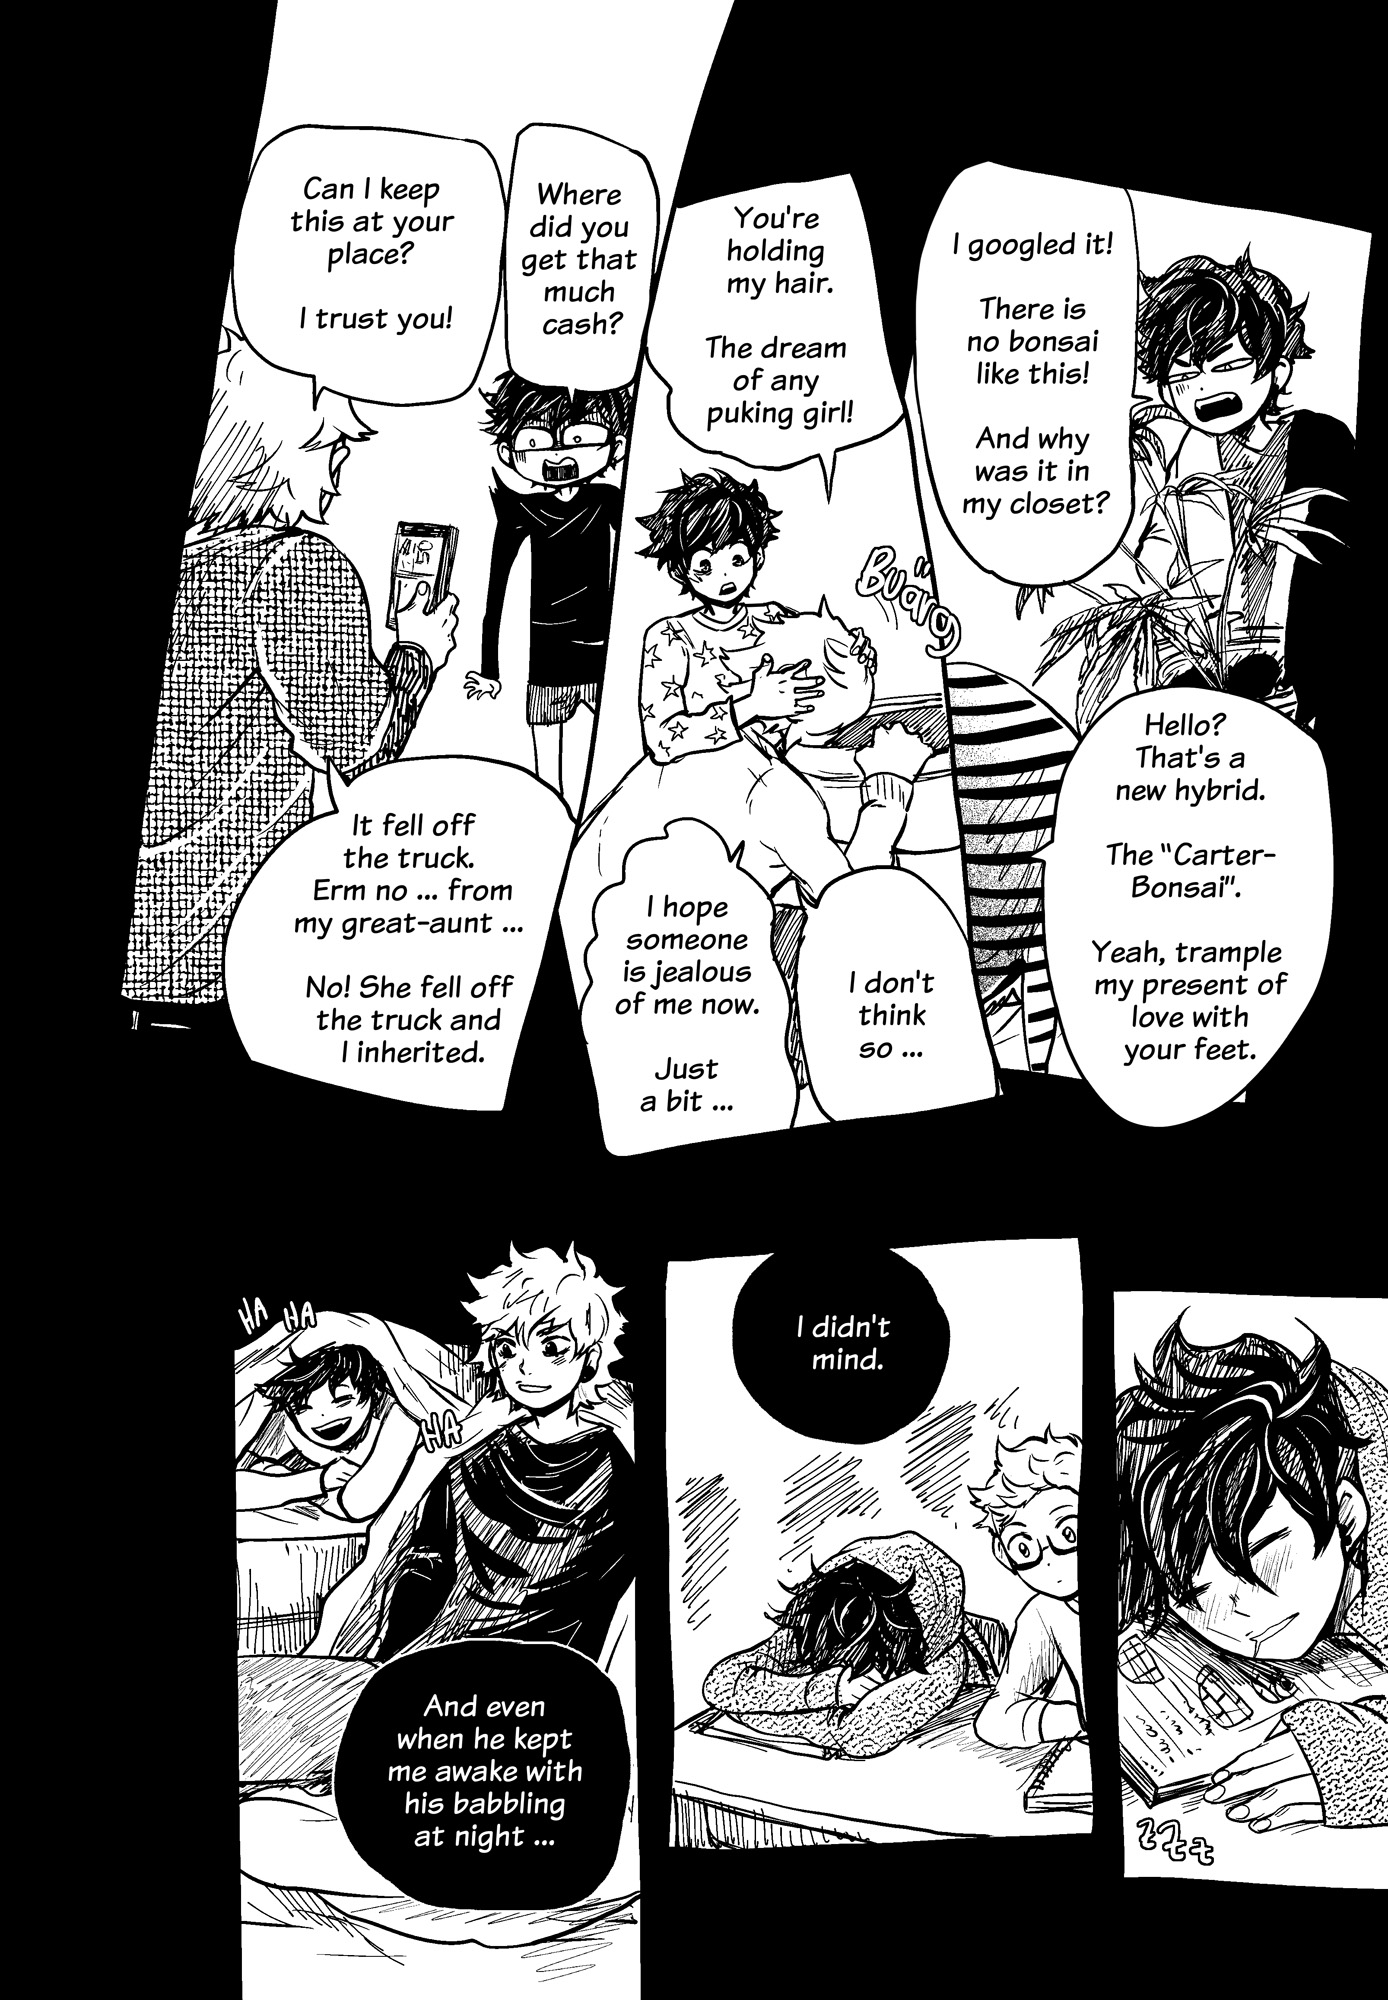 Can I keep
this at your
place?
I trust you!
Where
did you
get that
much
cash?
It fell off
the truck.
Erm no ... from
my great-aunt ...
No! She fell off
the truck and
I inherited.
You're
holding
my hair.
The dream
of any
puking girl!
Buärg
I hope
someone
is jealous
of me now.
Just
a bit ...
I don't
think
so ...
I googled it!
There is
no bonsai
like this!
And why
was it in
my closet?
Hello?
That's a
new hybrid.
The "Carter-
Bonsai".
Yeah, trample
my present of
love with
your feet.
HA HA
HA
And even
when he kept
me awake with
his babbling
at night ...
I didn't
mind.
zzzz